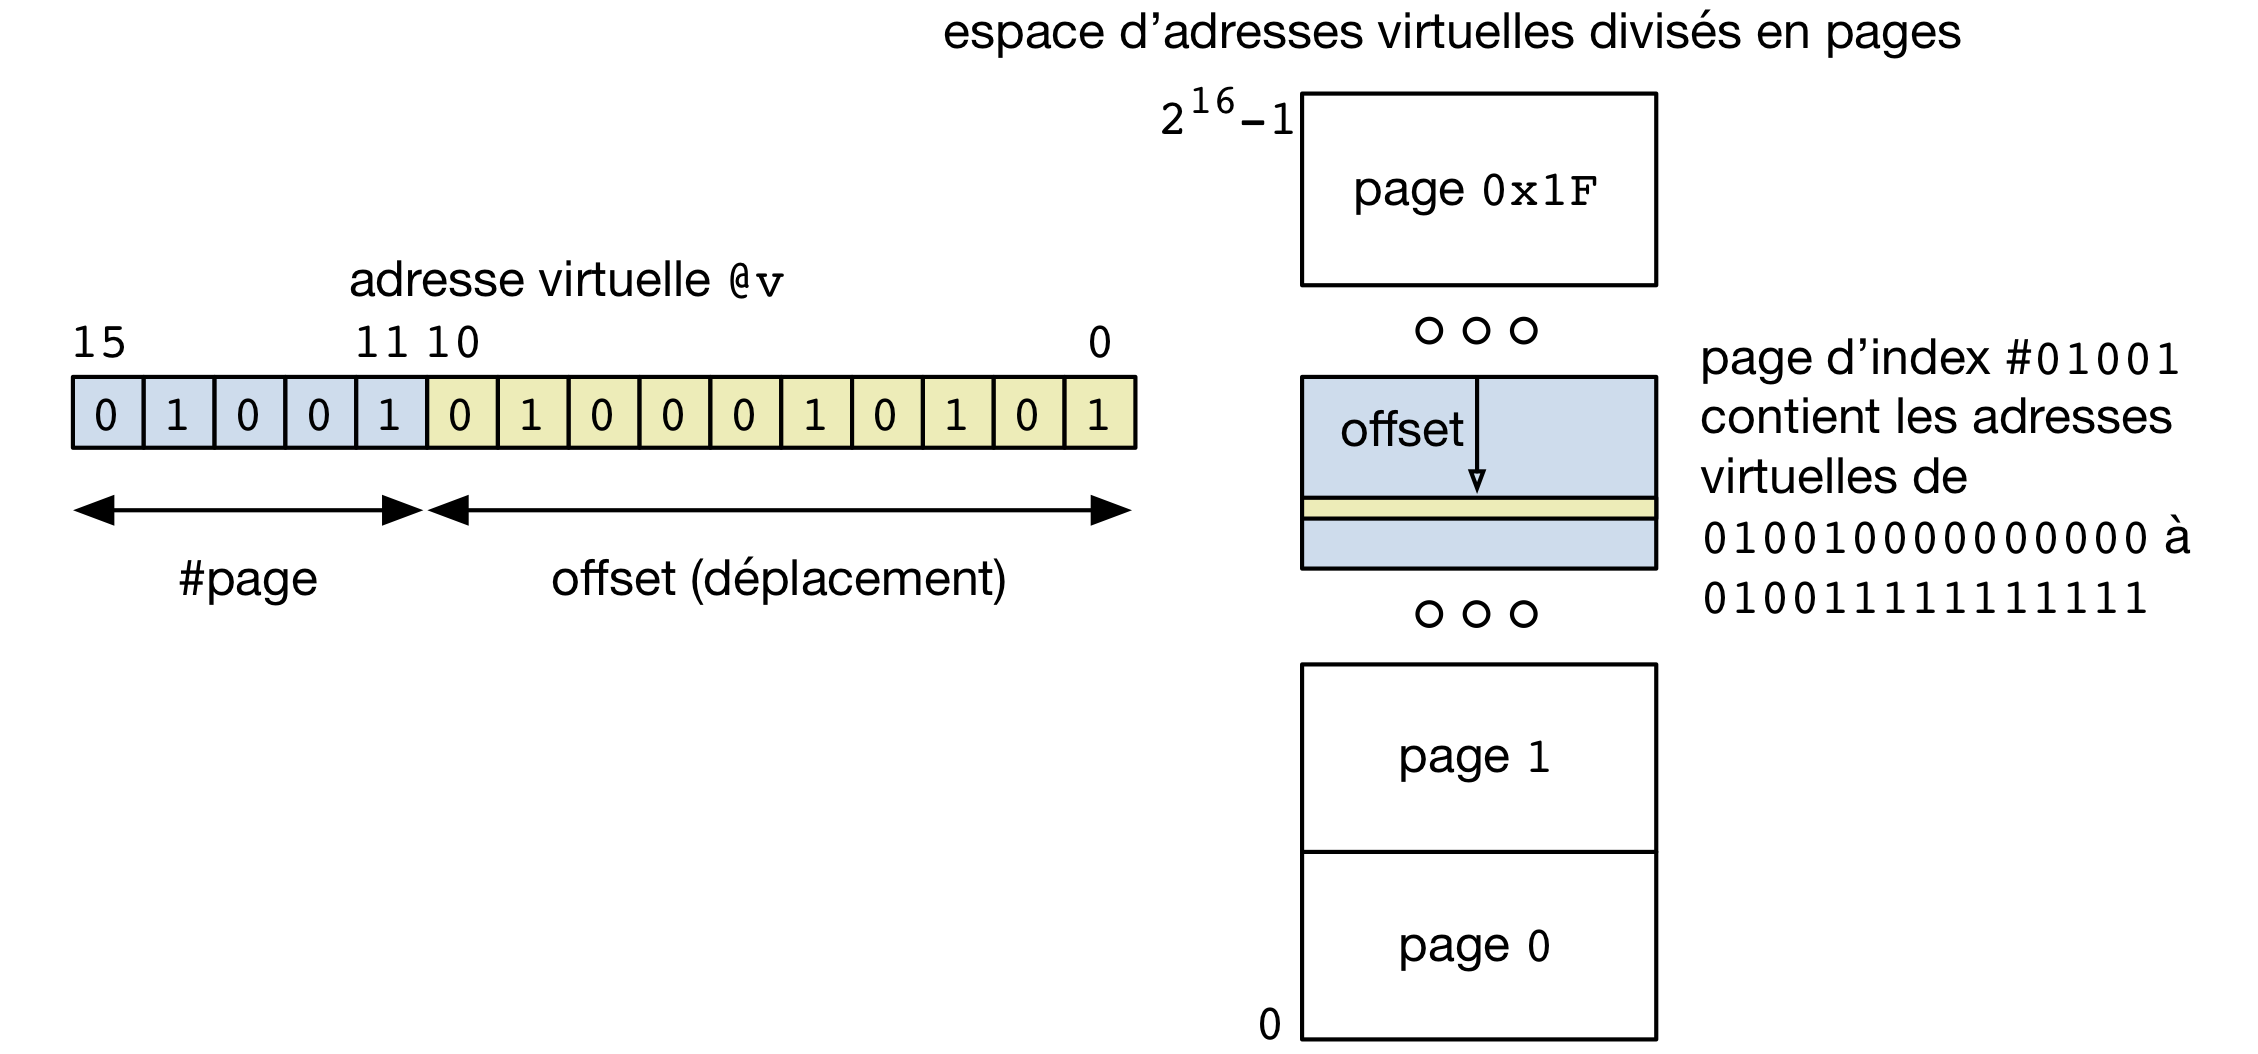 espace d'adresses virtuelles divisés en pages
2^16-1
page 0x1F
adresse virtuelle @v
15 11 10 0
0 1 0 0 1 0 1 0 0 0 1 0 1 0 1
#page
offset (déplacement)
offset
page d'index #01001
contient les adresses
virtuelles de
010010000000000 à
010011111111111
page 1
page 0
0